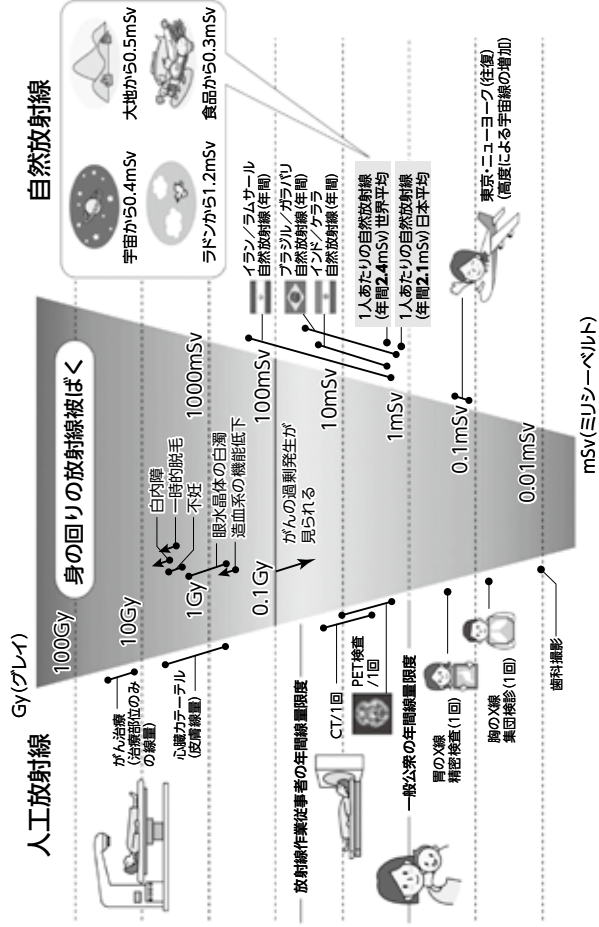 身の回りの放射線被ばく
人工放射線
Gy(グレイ)
100Gy
10Gy
1Gy
0.1Gy
がん治療
(治療部位のみ
の線量)
心臓カテーテル
(皮膚線量)
放射線作業従事者の年間線量限度
CT/1回
PET検査
/1回
一般公衆の年間線量限度
胃のX線
精密検査(1回)
胸のX線
集団検診(1回)
歯科撮影
白内障
一時的脱毛
不妊
眼水晶体の白濁
造血系の機能低下
がんの過剰発生が
見られる
自然放射線
宇宙から0.4mSv
大地から0.5mSv
ラドンから1.2mSv
食品から0.3mSv
1000mSv
100mSv
10mSv
1mSv
0.1mSv
0.01mSv
mSv(ミリシーベルト)
イラン/ラムサール
自然放射線(年間)
ブラジル/ガラパリ
自然放射線(年間)
インド/ケララ
自然放射線(年間)
1人あたりの自然放射線
(年間2.4mSv)世界平均
1人あたりの自然放射線
(年間2.1mSv)日本平均
東京・ニューヨーク(往復)
(高度による宇宙線の増加)